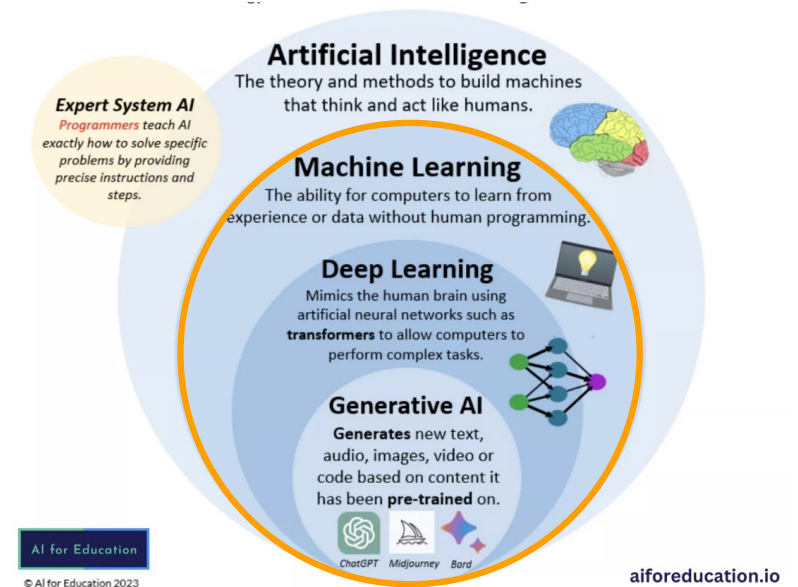 Artificial Intelligence
The theory and methods to build machines
that think and act like humans.
Expert System AI
Programmers teach AI
exactly how to solve specific
problems by providing
precise instructions and
steps.
Machine Learning
The ability for computers to learn from
experience or data without human programming.
Deep Learning
Mimics the human brain using
artificial neural networks such as
transformers to allow computers to
perform complex tasks.
Generative AI
Generates new text,
audio, images, video or
code based on content it
has been pre-trained on.
ChatGPT Midjourney Bard
AI for Education
© AI for Education 2023
aiforeducation.io